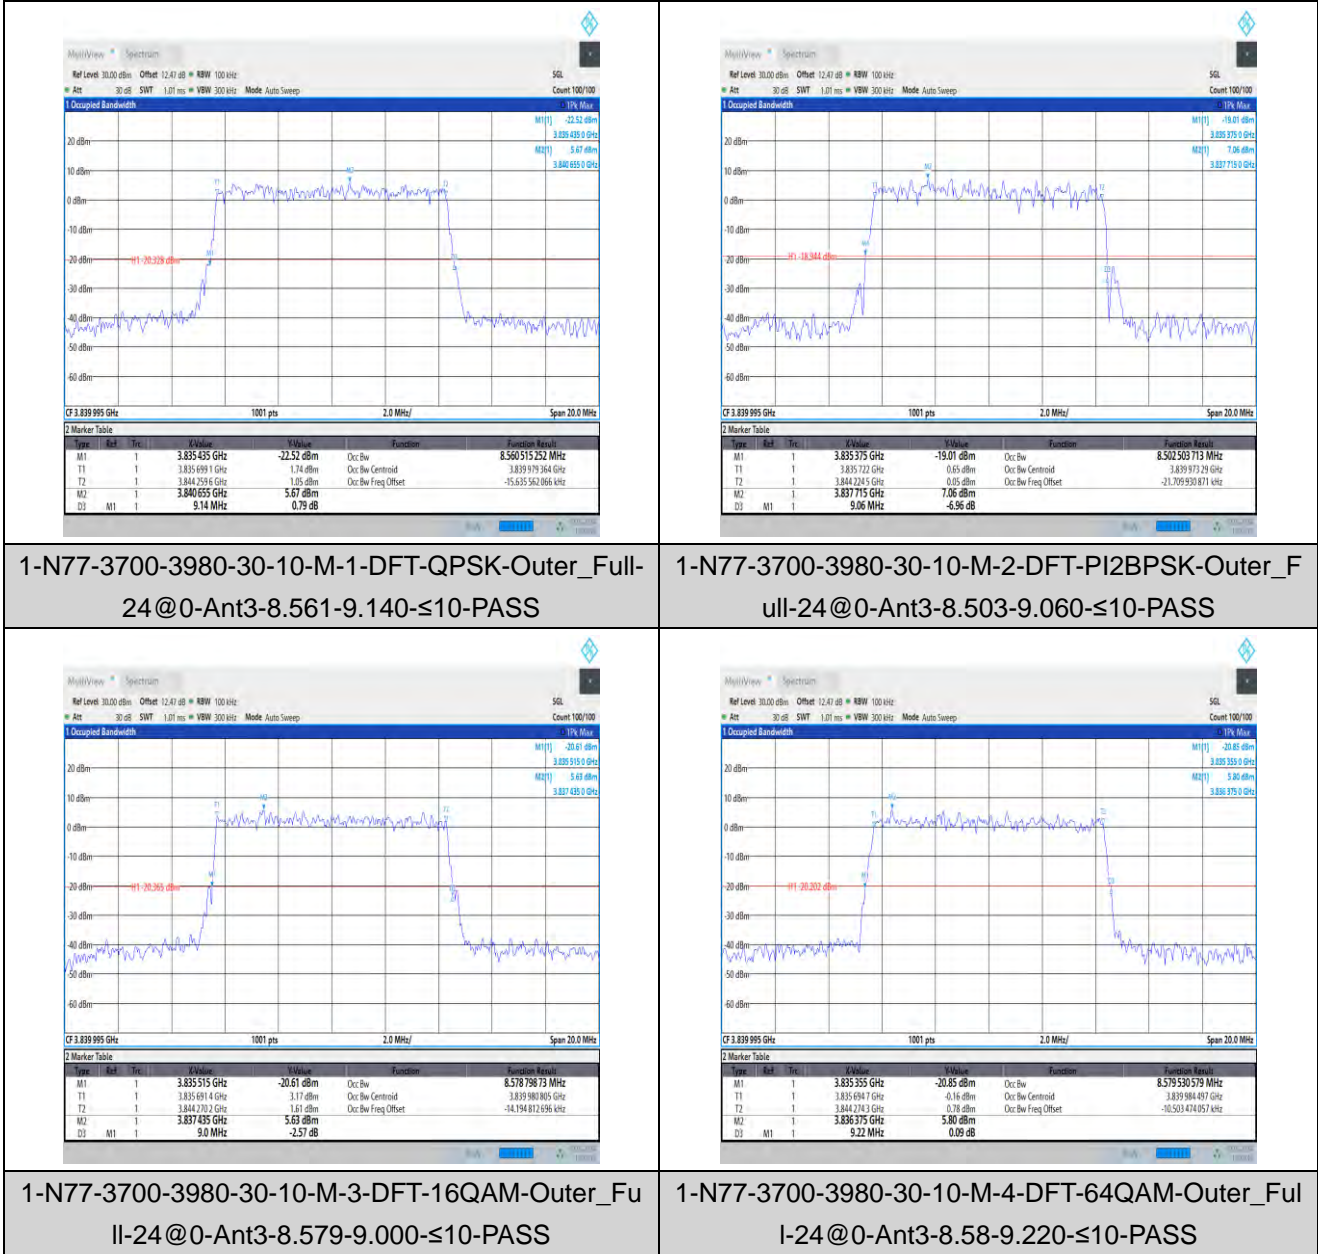 MultiView Spectrum
Ref Level 30.00 dBm Offset 12.47 dB RBW 100 kHz SGL
Att 30 dB SWT 1.01 ms VBW 300 kHz Mode Auto Sweep Count 100/100
1 Occupied Bandwidth 1Pk Max
M1[1] -22.52 dBm
3.835 435 0 GHz
M2[1] 5.67 dBm
3.840 655 0 GHz
20 dBm
10 dBm
0 dBm
-10 dBm
-20 dBm
-30 dBm
-40 dBm
-50 dBm
-60 dBm
T1
M2
T2
M1
H1 -20.328 dBm
CF 3.839 995 GHz 1001 pts 2.0 MHz/ Span 20.0 MHz
2 Marker Table
Type Ref Trc X-Value Y-Value Function Function Result
M1 1 3.835 435 GHz -22.52 dBm Occ Bw 8.560 515 252 MHz
T1 1 3.835 699 1 GHz 1.74 dBm Occ Bw Centroid 3.839 979 364 GHz
T2 1 3.844 259 6 GHz 1.05 dBm Occ Bw Freq Offset -15.635 562 066 kHz
M2 1 3.840 655 GHz 5.67 dBm
D3 M1 1 9.14 MHz 0.79 dB
1-N77-3700-3980-30-10-M-1-DFT-QPSK-Outer_Full-
24@0-Ant3-8.561-9.140-≤10-PASS
MultiView Spectrum
Ref Level 30.00 dBm Offset 12.47 dB RBW 100 kHz SGL
Att 30 dB SWT 1.01 ms VBW 300 kHz Mode Auto Sweep Count 100/100
1 Occupied Bandwidth 1Pk Max
M1[1] -19.01 dBm
3.835 375 0 GHz
M2[1] 7.06 dBm
3.837 715 0 GHz
20 dBm
10 dBm
0 dBm
-10 dBm
-20 dBm
-30 dBm
-40 dBm
-50 dBm
-60 dBm
M2
T1
T2
M1
H1 -18.944 dBm
D3
CF 3.839 995 GHz 1001 pts 2.0 MHz/ Span 20.0 MHz
2 Marker Table
Type Ref Trc X-Value Y-Value Function Function Result
M1 1 3.835 375 GHz -19.01 dBm Occ Bw 8.502 503 713 MHz
T1 1 3.835 722 GHz 0.65 dBm Occ Bw Centroid 3.839 973 29 GHz
T2 1 3.844 224 5 GHz 0.05 dBm Occ Bw Freq Offset -21.709 930 871 kHz
M2 1 3.837 715 GHz 7.06 dBm
D3 M1 1 9.06 MHz -6.96 dB
1-N77-3700-3980-30-10-M-2-DFT-PI2BPSK-Outer_F
ull-24@0-Ant3-8.503-9.060-≤10-PASS
MultiView Spectrum
Ref Level 30.00 dBm Offset 12.47 dB RBW 100 kHz SGL
Att 30 dB SWT 1.01 ms VBW 300 kHz Mode Auto Sweep Count 100/100
1 Occupied Bandwidth 1Pk Max
M1[1] -20.61 dBm
3.835 515 0 GHz
M2[1] 5.63 dBm
3.837 435 0 GHz
20 dBm
10 dBm
0 dBm
-10 dBm
-20 dBm
-30 dBm
-40 dBm
-50 dBm
-60 dBm
T1
M2
T2
M1
H1 -20.365 dBm
CF 3.839 995 GHz 1001 pts 2.0 MHz/ Span 20.0 MHz
2 Marker Table
Type Ref Trc X-Value Y-Value Function Function Result
M1 1 3.835 515 GHz -20.61 dBm Occ Bw 8.578 798 73 MHz
T1 1 3.835 691 4 GHz 3.17 dBm Occ Bw Centroid 3.839 980 805 GHz
T2 1 3.844 270 2 GHz 1.61 dBm Occ Bw Freq Offset -14.194 812 696 kHz
M2 1 3.837 435 GHz 5.63 dBm
D3 M1 1 9.0 MHz -2.57 dB
1-N77-3700-3980-30-10-M-3-DFT-16QAM-Outer_Fu
ll-24@0-Ant3-8.579-9.000-≤10-PASS
MultiView Spectrum
Ref Level 30.00 dBm Offset 12.47 dB RBW 100 kHz SGL
Att 30 dB SWT 1.01 ms VBW 300 kHz Mode Auto Sweep Count 100/100
1 Occupied Bandwidth 1Pk Max
M1[1] -20.85 dBm
3.835 355 0 GHz
M2[1] 5.80 dBm
3.836 375 0 GHz
20 dBm
10 dBm
0 dBm
-10 dBm
-20 dBm
-30 dBm
-40 dBm
-50 dBm
-60 dBm
M2
T1
T2
M1
H1 -20.202 dBm
D3
CF 3.839 995 GHz 1001 pts 2.0 MHz/ Span 20.0 MHz
2 Marker Table
Type Ref Trc X-Value Y-Value Function Function Result
M1 1 3.835 355 GHz -20.85 dBm Occ Bw 8.579 530 579 MHz
T1 1 3.835 694 7 GHz -0.16 dBm Occ Bw Centroid 3.839 984 497 GHz
T2 1 3.844 274 3 GHz 0.78 dBm Occ Bw Freq Offset -10.503 474 057 kHz
M2 1 3.836 375 GHz 5.80 dBm
D3 M1 1 9.22 MHz 0.09 dB
1-N77-3700-3980-30-10-M-4-DFT-64QAM-Outer_Ful
l-24@0-Ant3-8.58-9.220-≤10-PASS